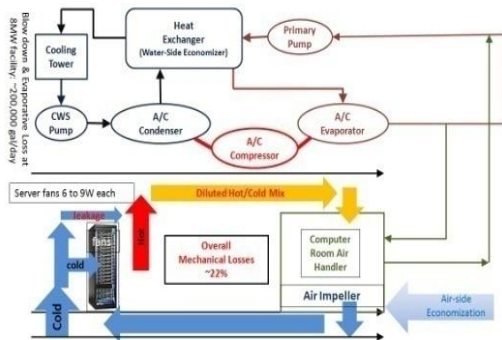 Blow down & Evaporative Loss at
8MW facility: ~200,000 gal/day
Cooling
Tower
Heat
Exchanger
(Water-Side Economizer)
Primary
Pump
CWS
Pump
A/C
Condenser
A/C
Compressor
A/C
Evaporator
Server fans 6 to 9W each
leakage
cold
fans
Cold
Hot
Diluted Hot/Cold Mix
Overall
Mechanical Losses
~22%
Computer
Room Air
Handler
Air Impeller
Air-side
Economization